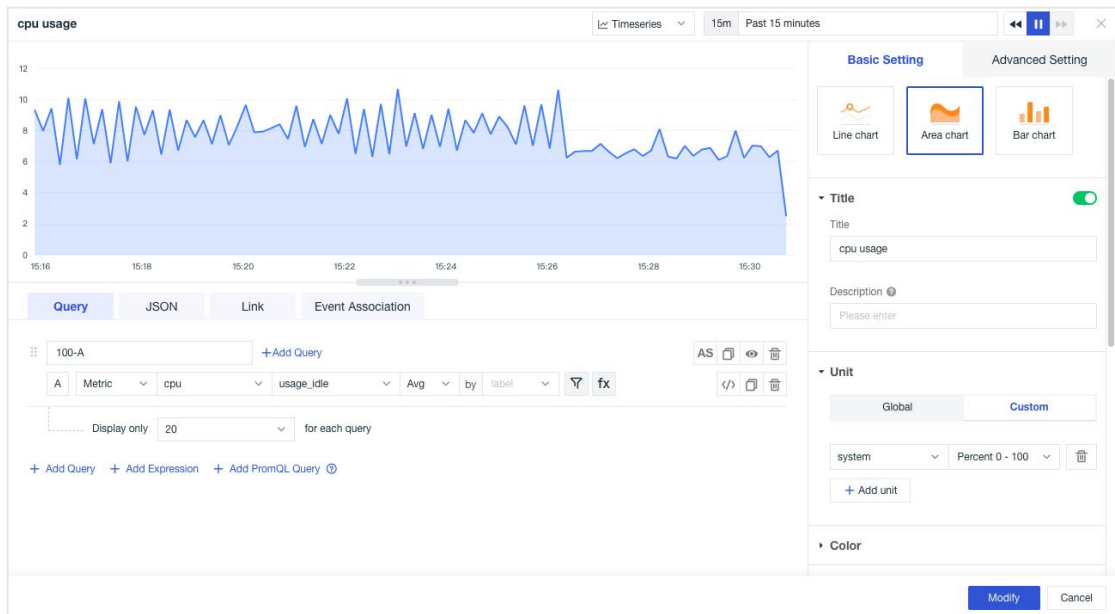 cpu usage
Timeseries
15m Past 15 minutes
Basic Setting
Advanced Setting
12
10
8
6
4
2
0
15:16 15:18 15:20 15:22 15:24 15:26 15:28 15:30
Line chart
Area chart
Bar chart
Title
Title
cpu usage
Description
Please enter
Query
JSON
Link
Event Association
100-A
+Add Query
AS
A Metric cpu usage_idle Avg by label fx </>
Display only 20 for each query
+ Add Query + Add Expression + Add PromQL Query ?
Unit
Global
Custom
system
Percent 0 - 100
+ Add unit
Color
Modify
Cancel